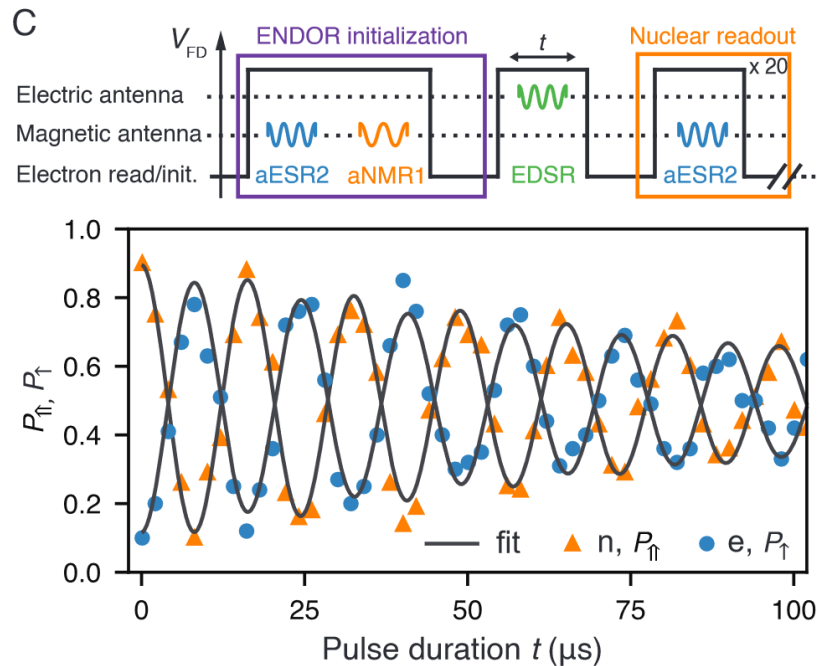 C
V_FD
ENDOR initialization
t
Nuclear readout
x 20
Electric antenna
Magnetic antenna
Electron read/init.
aESR2
aNMR1
EDSR
aESR2
1.0
0.8
0.6
0.4
0.2
0.0
P⇑, P↑
fit
n, P⇑
e, P↑
0
25
50
75
100
Pulse duration t (μs)